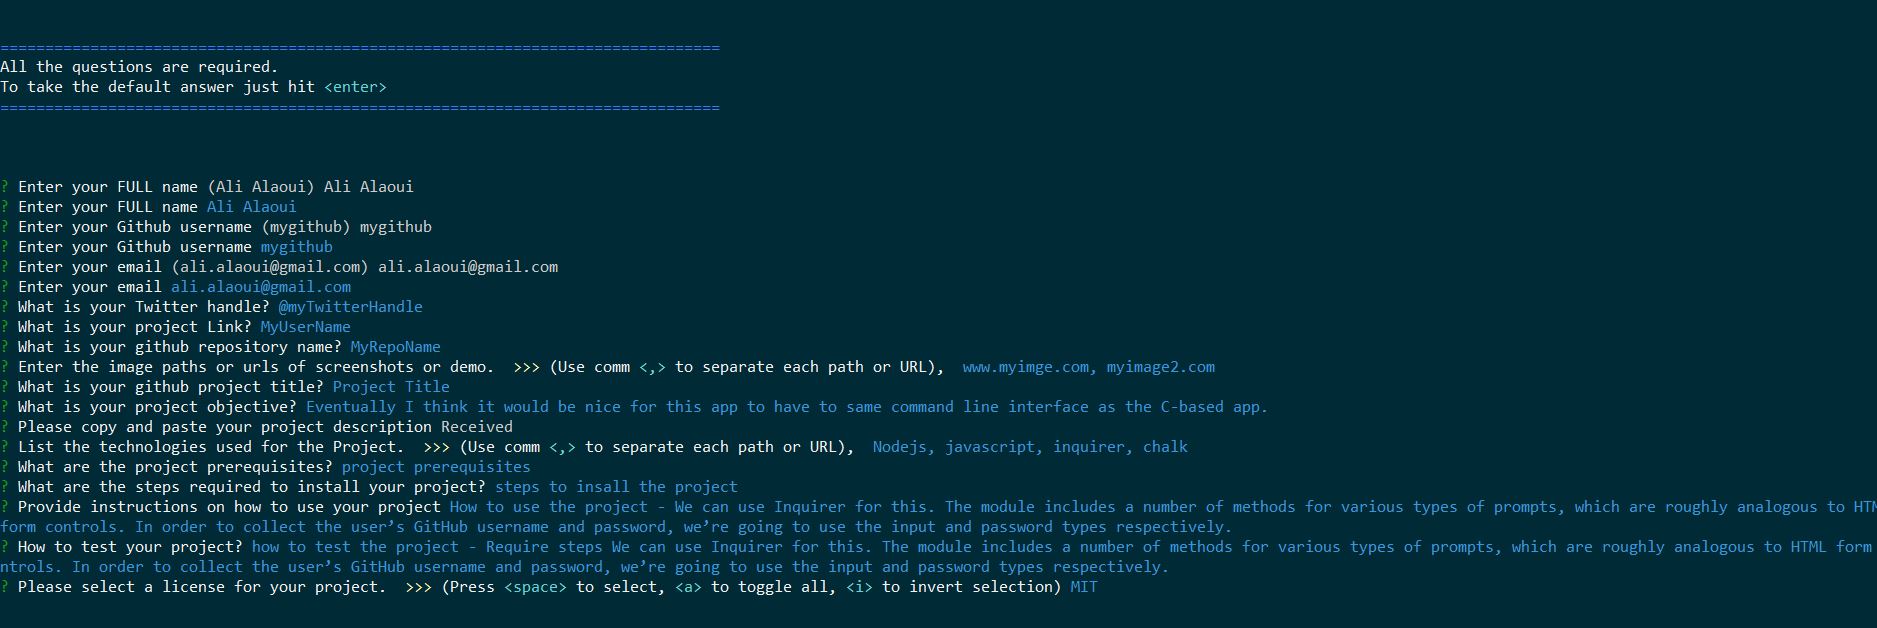 ================================================================================
All the questions are required.
To take the default answer just hit <enter>
================================================================================
? Enter your FULL name (Ali Alaoui) Ali Alaoui
? Enter your FULL name Ali Alaoui
? Enter your Github username (mygithub) mygithub
? Enter your Github username mygithub
? Enter your email (ali.alaoui@gmail.com) ali.alaoui@gmail.com
? Enter your email ali.alaoui@gmail.com
? What is your Twitter handle? @myTwitterHandle
? What is your project Link? MyUserName
? What is your github repository name? MyRepoName
? Enter the image paths or urls of screenshots or demo.  >>> (Use comm <,> to separate each path or URL),  www.myimge.com, myimage2.com
? What is your github project title? Project Title
? What is your project objective? Eventually I think it would be nice for this app to have to same command line interface as the C-based app.
? Please copy and paste your project description Received
? List the technologies used for the Project.  >>> (Use comm <,> to separate each path or URL),  Nodejs, javascript, inquirer, chalk
? What are the project prerequisites? project prerequisites
? What are the steps required to install your project? steps to insall the project
? Provide instructions on how to use your project How to use the project - We can use Inquirer for this. The module includes a number of methods for various types of prompts, which are roughly analogous to HTM
form controls. In order to collect the user’s GitHub username and password, we’re going to use the input and password types respectively.
? How to test your project? how to test the project - Require steps We can use Inquirer for this. The module includes a number of methods for various types of prompts, which are roughly analogous to HTML form
ntrols. In order to collect the user’s GitHub username and password, we’re going to use the input and password types respectively.
? Please select a license for your project.  >>> (Press <space> to select, <a> to toggle all, <i> to invert selection) MIT